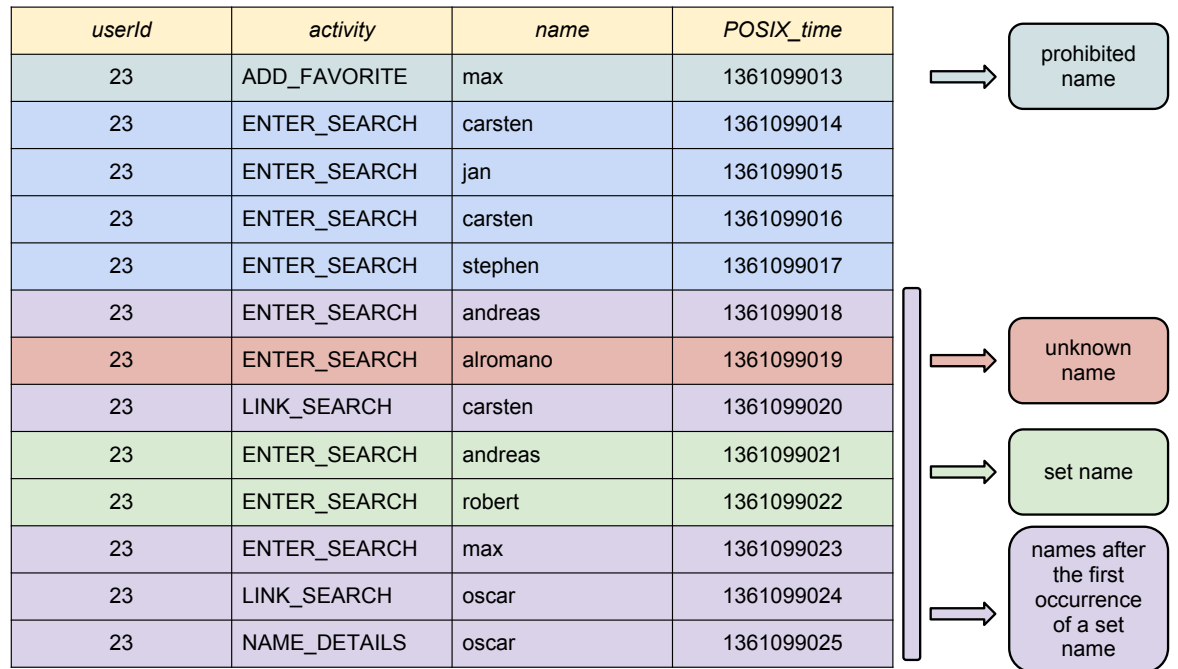 userId activity name POSIX_time
23 ADD_FAVORITE max 1361099013
23 ENTER_SEARCH carsten 1361099014
23 ENTER_SEARCH jan 1361099015
23 ENTER_SEARCH carsten 1361099016
23 ENTER_SEARCH stephen 1361099017
23 ENTER_SEARCH andreas 1361099018
23 ENTER_SEARCH alromano 1361099019
23 LINK_SEARCH carsten 1361099020
23 ENTER_SEARCH andreas 1361099021
23 ENTER_SEARCH robert 1361099022
23 ENTER_SEARCH max 1361099023
23 LINK_SEARCH oscar 1361099024
23 NAME_DETAILS oscar 1361099025
prohibited
name
unknown
name
set name
names after
the first
occurrence
of a set
name